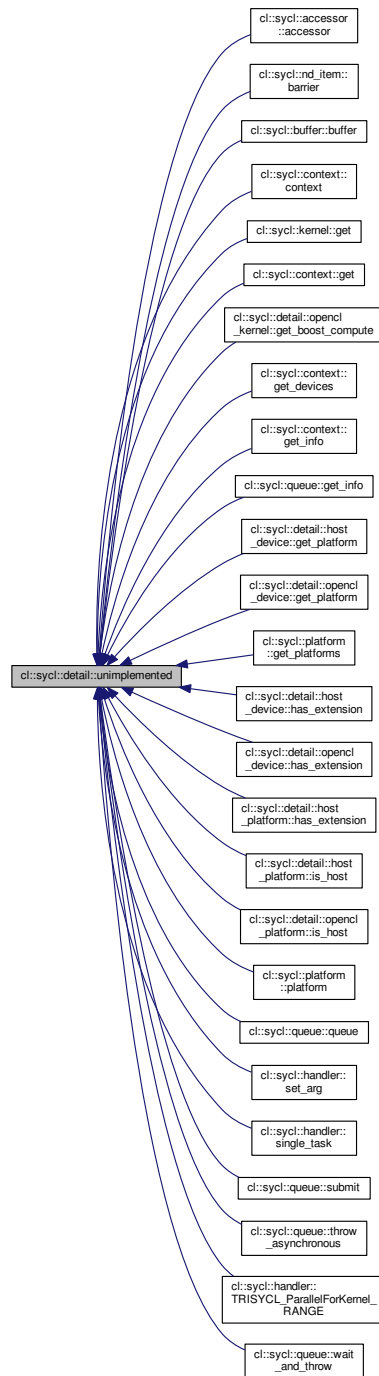 cl::sycl::accessor
::accessor
cl::sycl::nd_item::
barrier
cl::sycl::buffer::buffer
cl::sycl::context::
context
cl::sycl::kernel::get
cl::sycl::context::get
cl::sycl::detail::opencl
_kernel::get_boost_compute
cl::sycl::context::
get_devices
cl::sycl::context::
get_info
cl::sycl::queue::get_info
cl::sycl::detail::host
_device::get_platform
cl::sycl::detail::opencl
_device::get_platform
cl::sycl::platform
::get_platforms
cl::sycl::detail::unimplemented
cl::sycl::detail::host
_device::has_extension
cl::sycl::detail::opencl
_device::has_extension
cl::sycl::detail::host
_platform::has_extension
cl::sycl::detail::host
_platform::is_host
cl::sycl::detail::opencl
_platform::is_host
cl::sycl::platform
::platform
cl::sycl::queue::queue
cl::sycl::handler::
set_arg
cl::sycl::handler::
single_task
cl::sycl::queue::submit
cl::sycl::queue::throw
_asynchronous
cl::sycl::handler::
TRISYCL_ParallelForKernel_
RANGE
cl::sycl::queue::wait
_and_throw